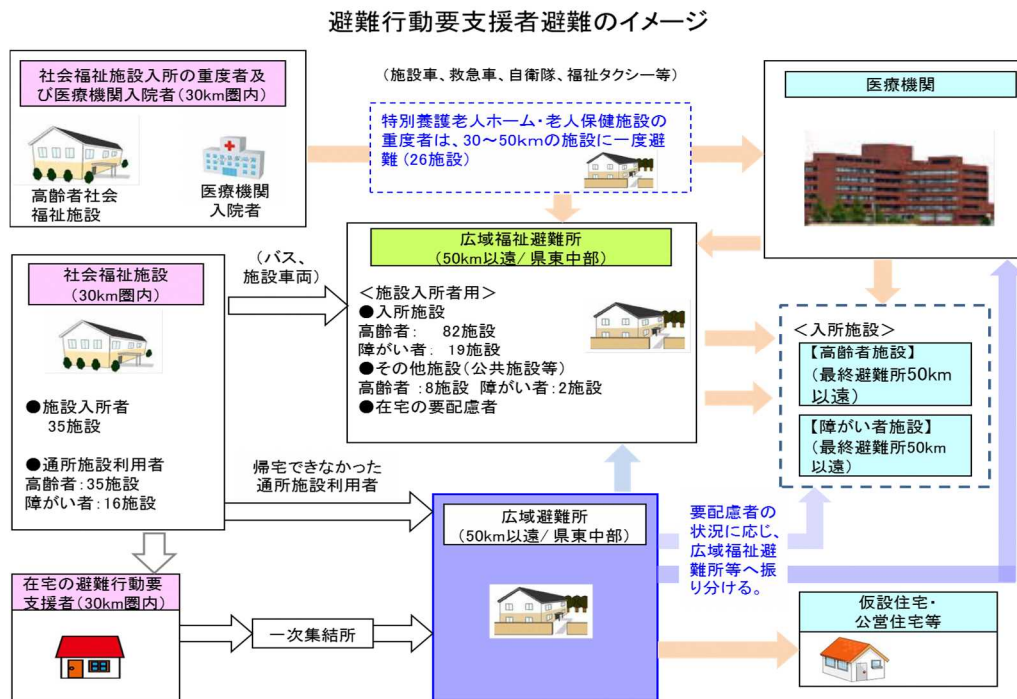 避難行動要支援者避難のイメージ
社会福祉施設入所の重度者及
び医療機関入院者(30km圏内)
高齢者社会
福祉施設
医療機関
入院者
(施設車、救急車、自衛隊、福祉タクシー等)
特別養護老人ホーム・老人保健施設の
重度者は、30～50kmの施設に一度避
難(26施設)
医療機関
社会福祉施設
(30km圏内)
●施設入所者
35施設
●通所施設利用者
高齢者:35施設
障がい者:16施設
(バス、
施設車両)
広域福祉避難所
(50km以遠/県東中部)
<施設入所者用>
●入所施設
高齢者: 82施設
障がい者: 19施設
●その他施設(公共施設等)
高齢者:8施設 障がい者:2施設
●在宅の要配慮者
<入所施設>
【高齢者施設】
(最終避難所50km
以遠)
【障がい者施設】
(最終避難所50km
以遠)
帰宅できなかった
通所施設利用者
広域避難所
(50km以遠/県東中部)
要配慮者の
状況に応じ、
広域福祉避
難所等へ振
り分ける。
在宅の避難行動要
支援者(30km圏内)
一次集結所
仮設住宅・
公営住宅等